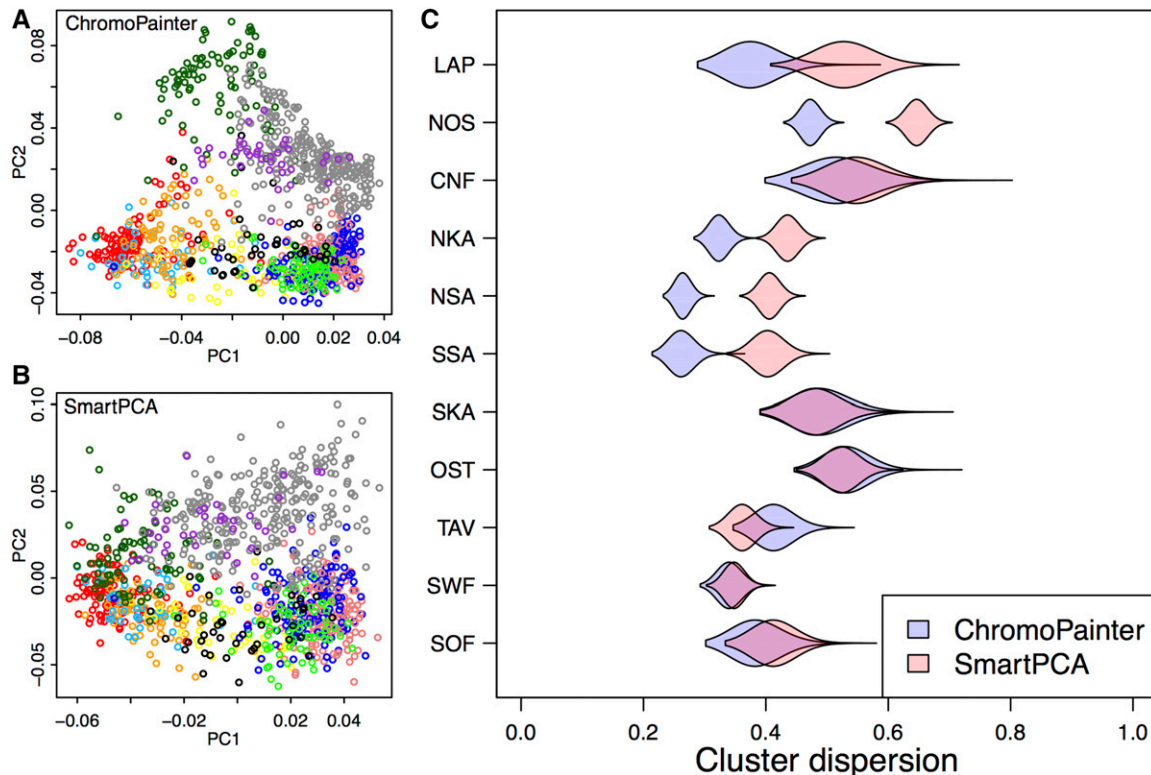 A
ChromoPainter
0.08
0.04
0.00
−0.04
PC2
−0.08
−0.04
0.00
0.02
0.04
PC1
B
SmartPCA
0.10
0.05
0.00
−0.05
PC2
−0.06
−0.02
0.02
0.04
PC1
C
LAP
NOS
CNF
NKA
NSA
SSA
SKA
OST
TAV
SWF
SOF
ChromoPainter
SmartPCA
0.0
0.2
0.4
0.6
0.8
1.0
Cluster dispersion